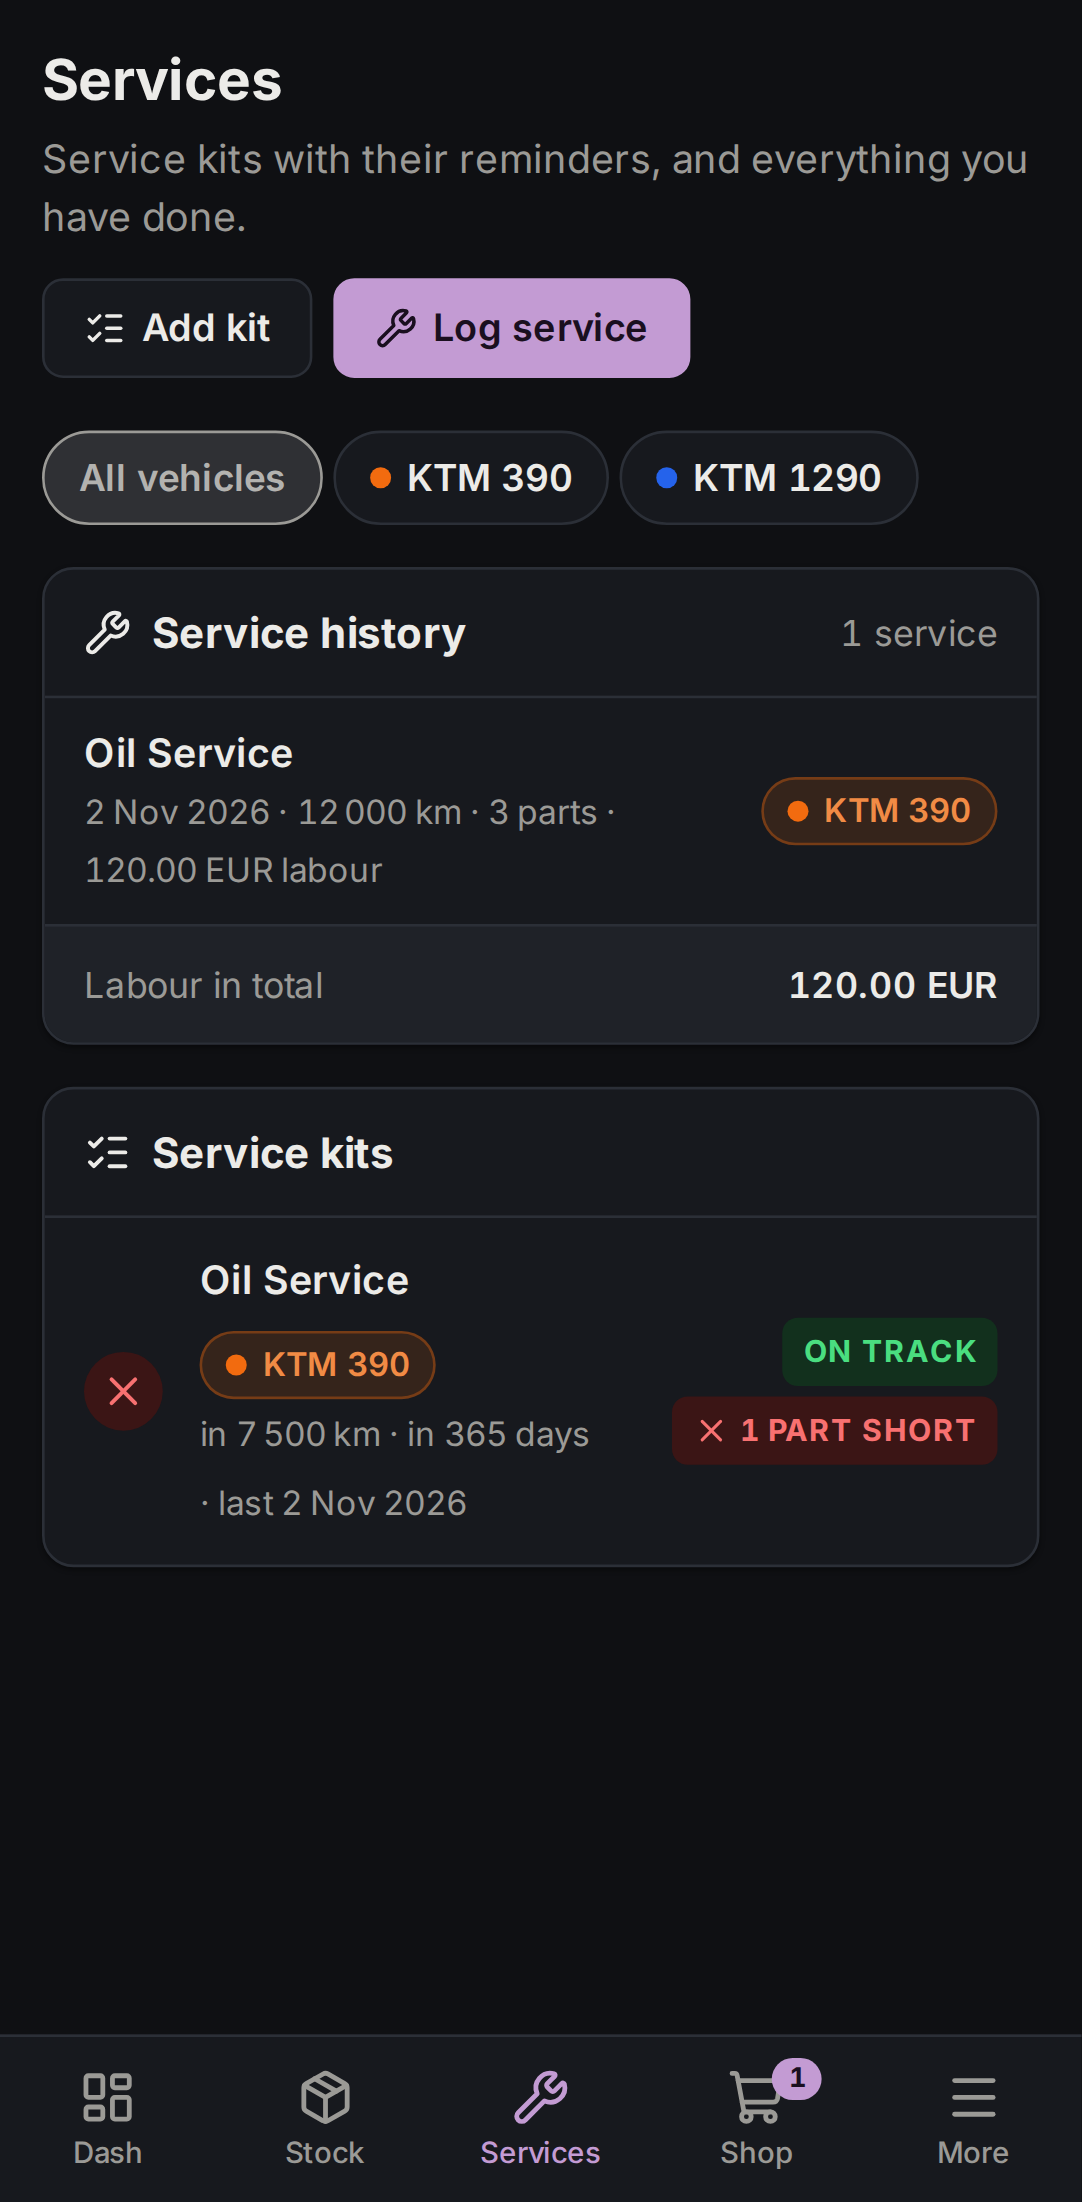 Services
Service kits with their reminders, and everything you
have done.
Add kit
Log service
All vehicles
KTM 390
KTM 1290
Service history
1 service
Oil Service
2 Nov 2026 · 12 000 km · 3 parts ·
120.00 EUR labour
KTM 390
Labour in total
120.00 EUR
Service kits
Oil Service
KTM 390
in 7 500 km · in 365 days
· last 2 Nov 2026
ON TRACK
1 PART SHORT
Dash
Stock
Services
1
Shop
More